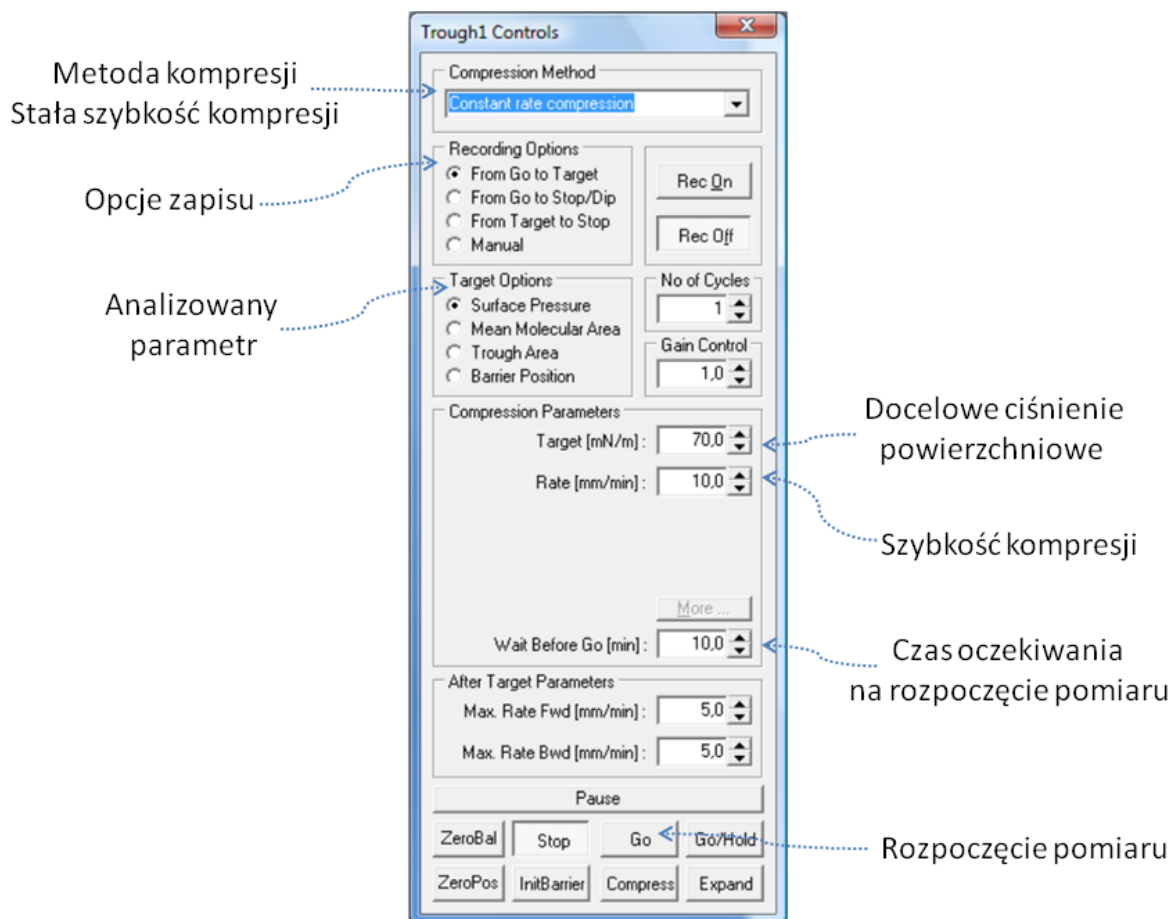 Trough1 Controls
Metoda kompresji
Stała szybkość kompresji
Compression Method
Constant rate compression
Opcje zapisu
Recording Options
From Go to Target
From Go to Stop/Dip
From Target to Stop
Manual
Rec On
Rec Off
Analizowany
parametr
Target Options
Surface Pressure
Mean Molecular Area
Trough Area
Barrier Position
No of Cycles
1
Gain Control
1,0
Compression Parameters
Target [mN/m] : 70,0
Rate [mm/min] : 10,0
Docelowe ciśnienie
powierzchniowe
Szybkość kompresji
More ...
Wait Before Go [min] : 10,0
Czas oczekiwania
na rozpoczęcie pomiaru
After Target Parameters
Max. Rate Fwd [mm/min] : 5,0
Max. Rate Bwd [mm/min] : 5,0
Pause
ZeroBal Stop Go Go/Hold
Rozpoczęcie pomiaru
ZeroPos InitBarrier Compress Expand